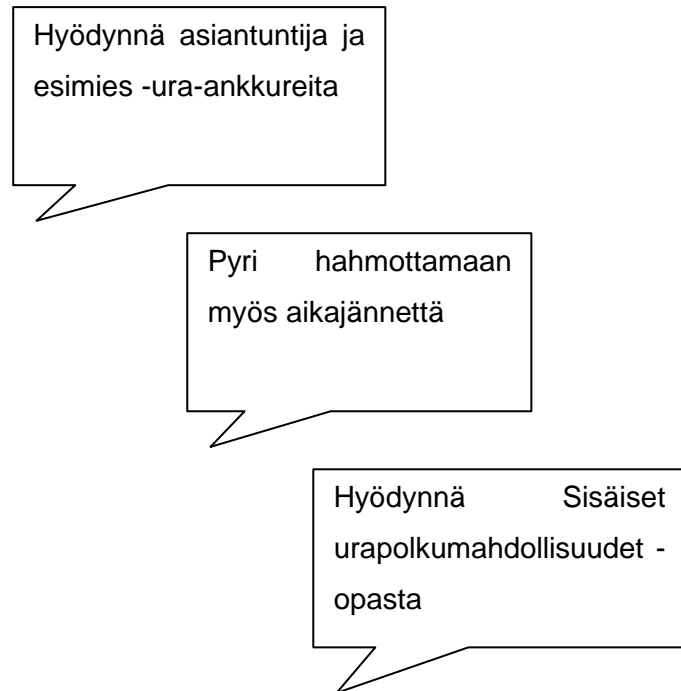 Hyödynnä asiantuntija ja
esimies -ura-ankkureita
Pyri hahmottamaan
myös aikajännettä
Hyödynnä Sisäiset
urapolkumahdollisuudet -
opasta